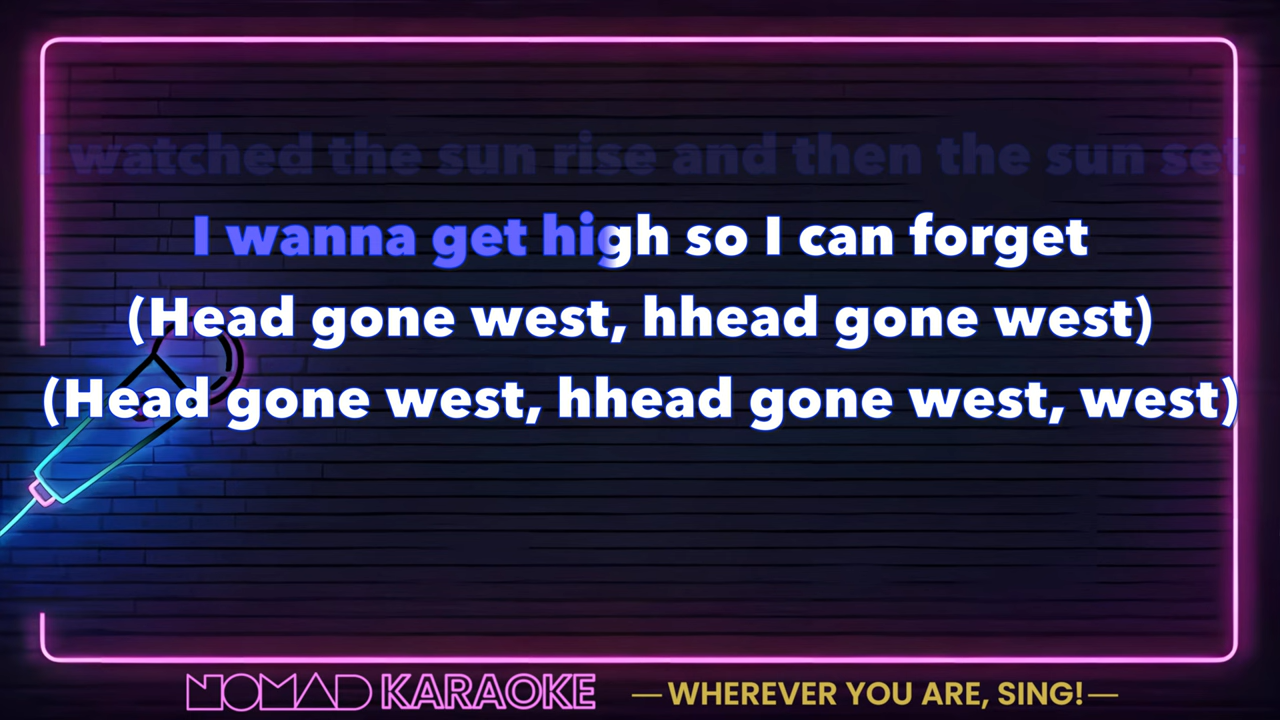 I watched the sun rise and then the sun set
I wanna get high so I can forget
(Head gone west, hhead gone west)
(Head gone west, hhead gone west, west)
NOMAD KARAOKE — WHEREVER YOU ARE, SING! —